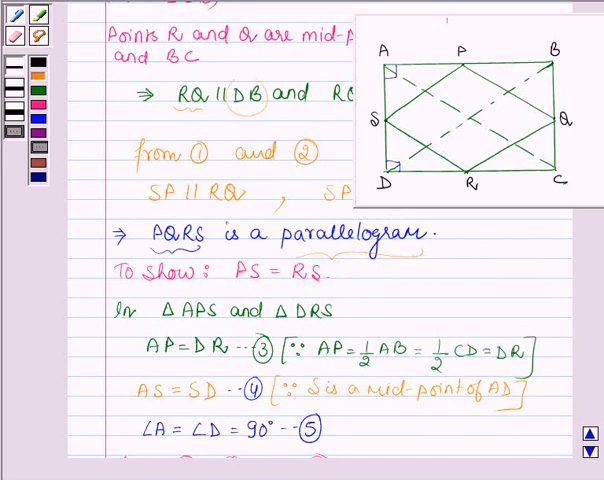 Points R and Q are mid-p
and BC
⇒ RQ || DB and RQ
from ① and ②
SP || RQ , SP
⇒ PQRS is a parallelogram.
To show: PS = RS.
In Δ APS and Δ DRS
AP = DR --- ③ [∵ AP = 1/2 AB = 1/2 CD = DR]
AS = SD --- ④ [∵ S is a mid-point of AD]
∠A = ∠D = 90° -- ⑤
A P B
S Q
D R C